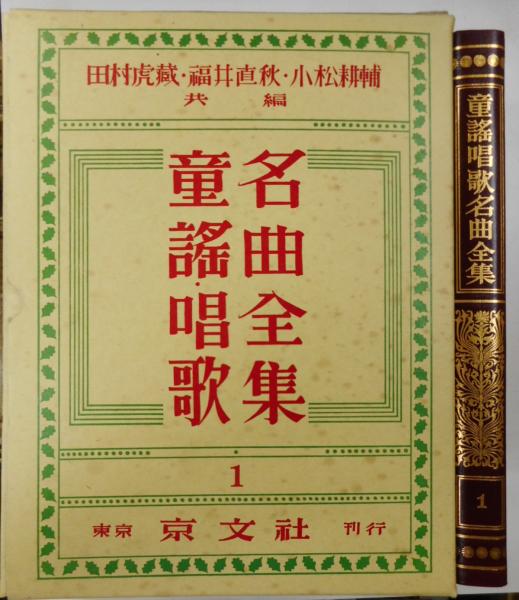 田村虎蔵・福井直秋・小松耕輔
共編
童謠・唱歌
名曲全集
1
東京 京文社 刊行
童謠唱歌名曲全集
1